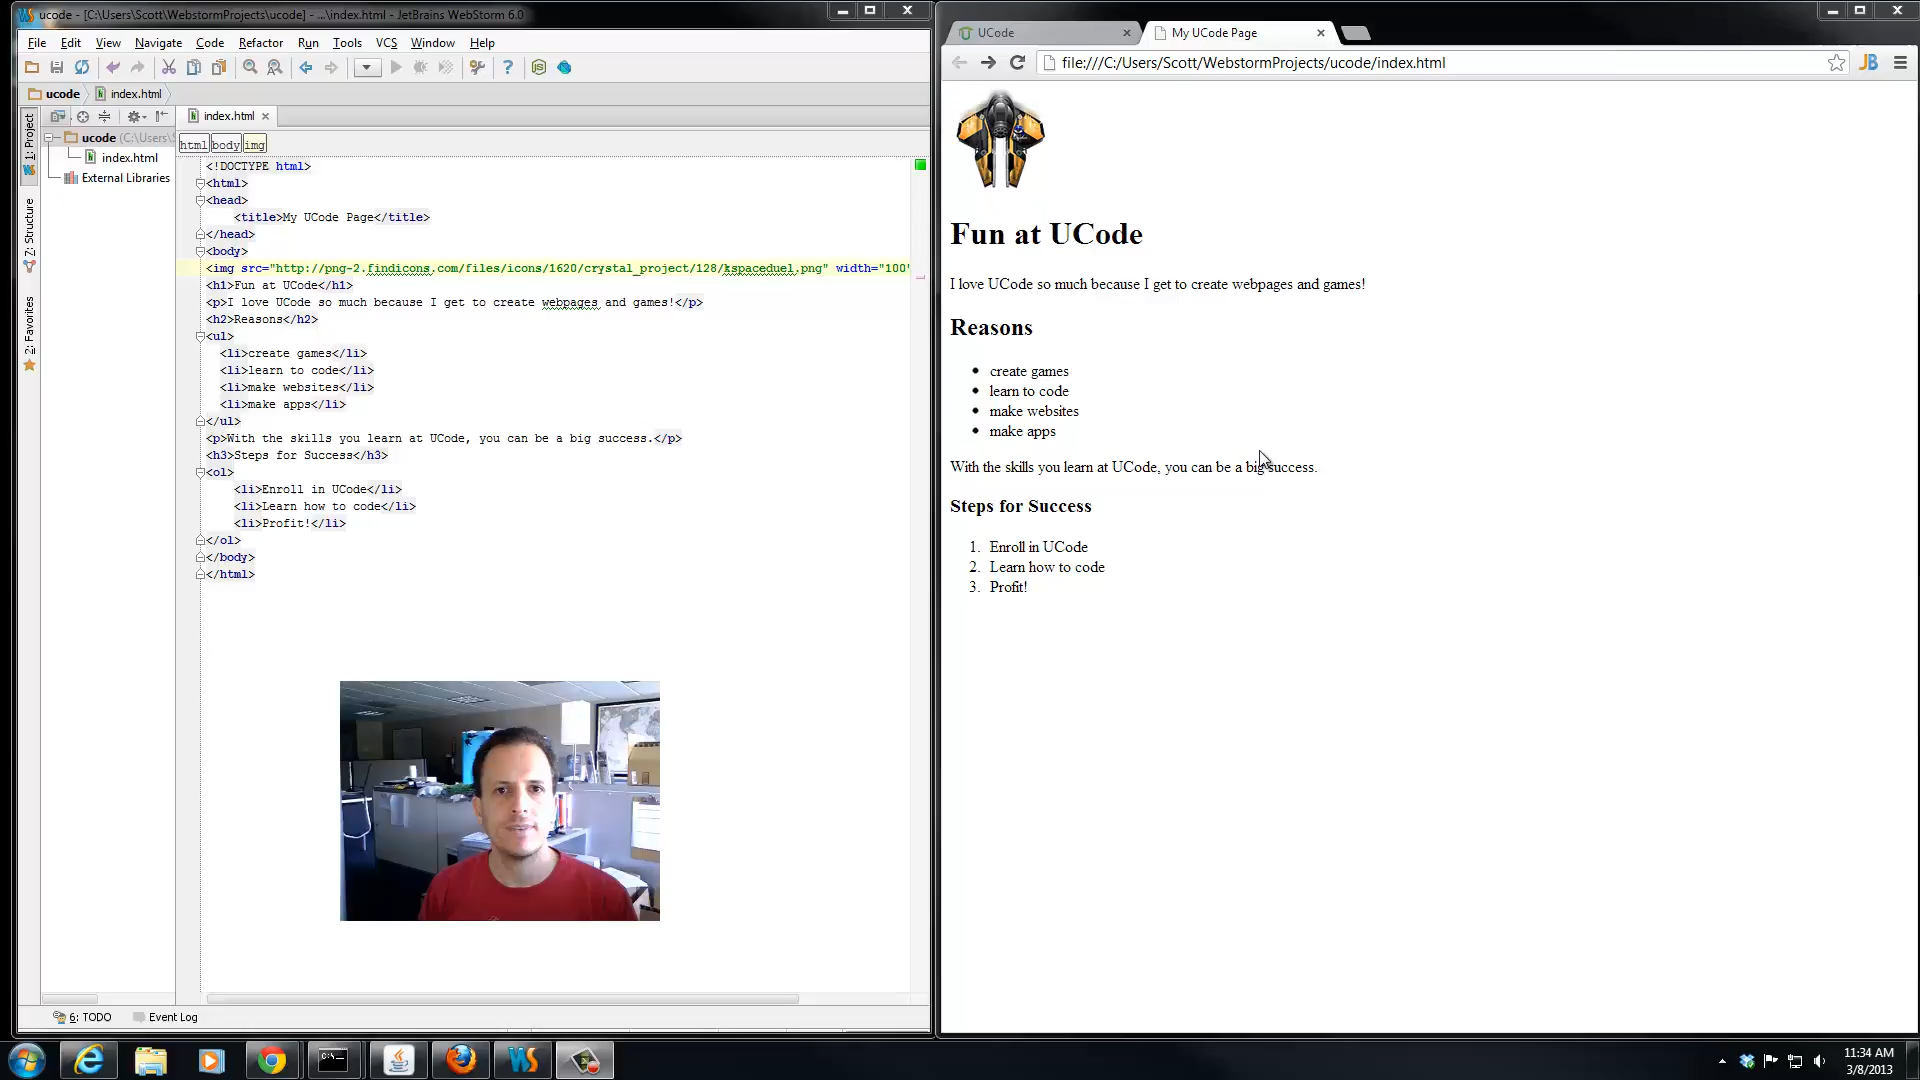 ucode - [C:\Users\Scott\WebstormProjects\ucode] - ...\index.html - JetBrains WebStorm 6.0
File Edit View Navigate Code Refactor Run Tools VCS Window Help
ucode index.html
1: Project
Z: Structure
2: Favorites
ucode (C:\Users\
index.html
External Libraries
index.html
html body img
<!DOCTYPE html>
<html>
<head>
<title>My UCode Page</title>
</head>
<body>
<img src="http://png-2.findicons.com/files/icons/1620/crystal_project/128/kspaceduel.png" width="100"
<h1>Fun at UCode</h1>
<p>I love UCode so much because I get to create webpages and games!</p>
<h2>Reasons</h2>
<ul>
<li>create games</li>
<li>learn to code</li>
<li>make websites</li>
<li>make apps</li>
</ul>
<p>With the skills you learn at UCode, you can be a big success.</p>
<h3>Steps for Success</h3>
<ol>
<li>Enroll in UCode</li>
<li>Learn how to code</li>
<li>Profit!</li>
</ol>
</body>
</html>
6: TODO Event Log
UCode
My UCode Page
file:///C:/Users/Scott/WebstormProjects/ucode/index.html
JB
Fun at UCode
I love UCode so much because I get to create webpages and games!
Reasons
create games
learn to code
make websites
make apps
With the skills you learn at UCode, you can be a big success.
Steps for Success
1. Enroll in UCode
2. Learn how to code
3. Profit!
11:34 AM
3/8/2013